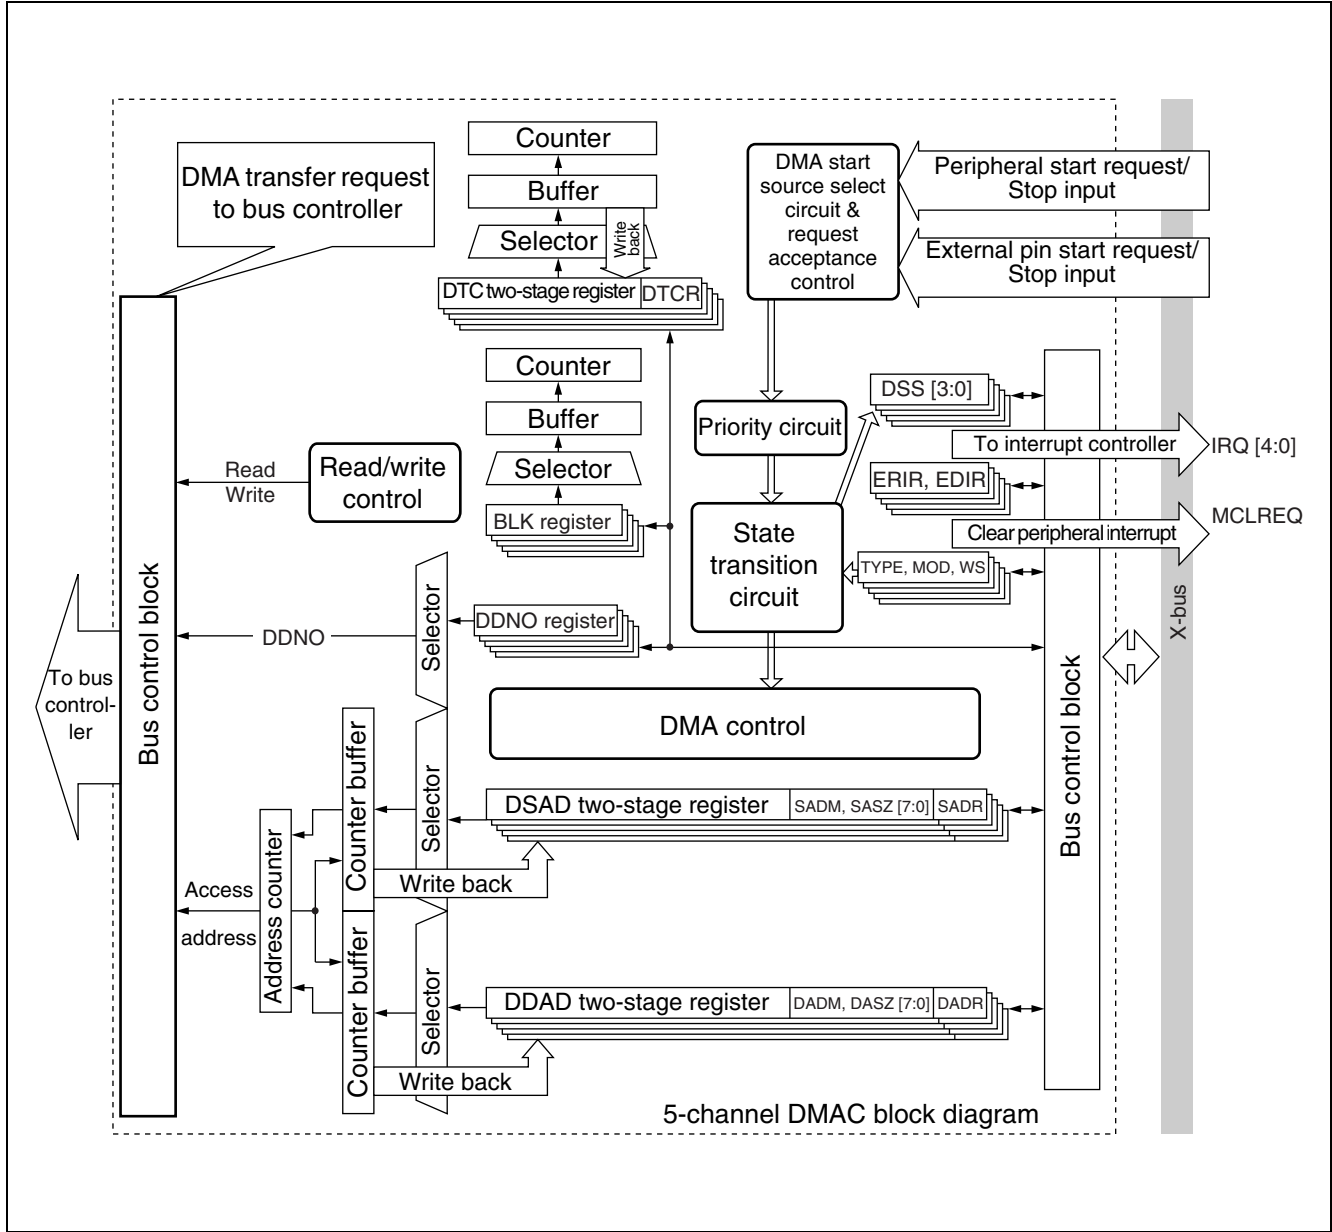 Counter
Buffer
Selector
Write
back
DTC two-stage register
DTCR
DMA transfer request
to bus controller
DMA start
source select
circuit &
request
acceptance
control
Peripheral start request/
Stop input
External pin start request/
Stop input
Counter
Buffer
Selector
BLK register
Priority circuit
DSS [3:0]
To interrupt controller
IRQ [4:0]
ERIR, EDIR
Clear peripheral interrupt
MCLREQ
TYPE, MOD, WS
State
transition
circuit
Read
Write
Read/write
control
DDNO
Selector
DDNO register
X-bus
Bus control block
To bus
control-
ler
Bus control block
DMA control
Counter buffer
Selector
DSAD two-stage register
SADM, SASZ [7:0]
SADR
Write back
Access
address
Address counter
Counter buffer
Selector
DDAD two-stage register
DADM, DASZ [7:0]
DADR
Write back
5-channel DMAC block diagram